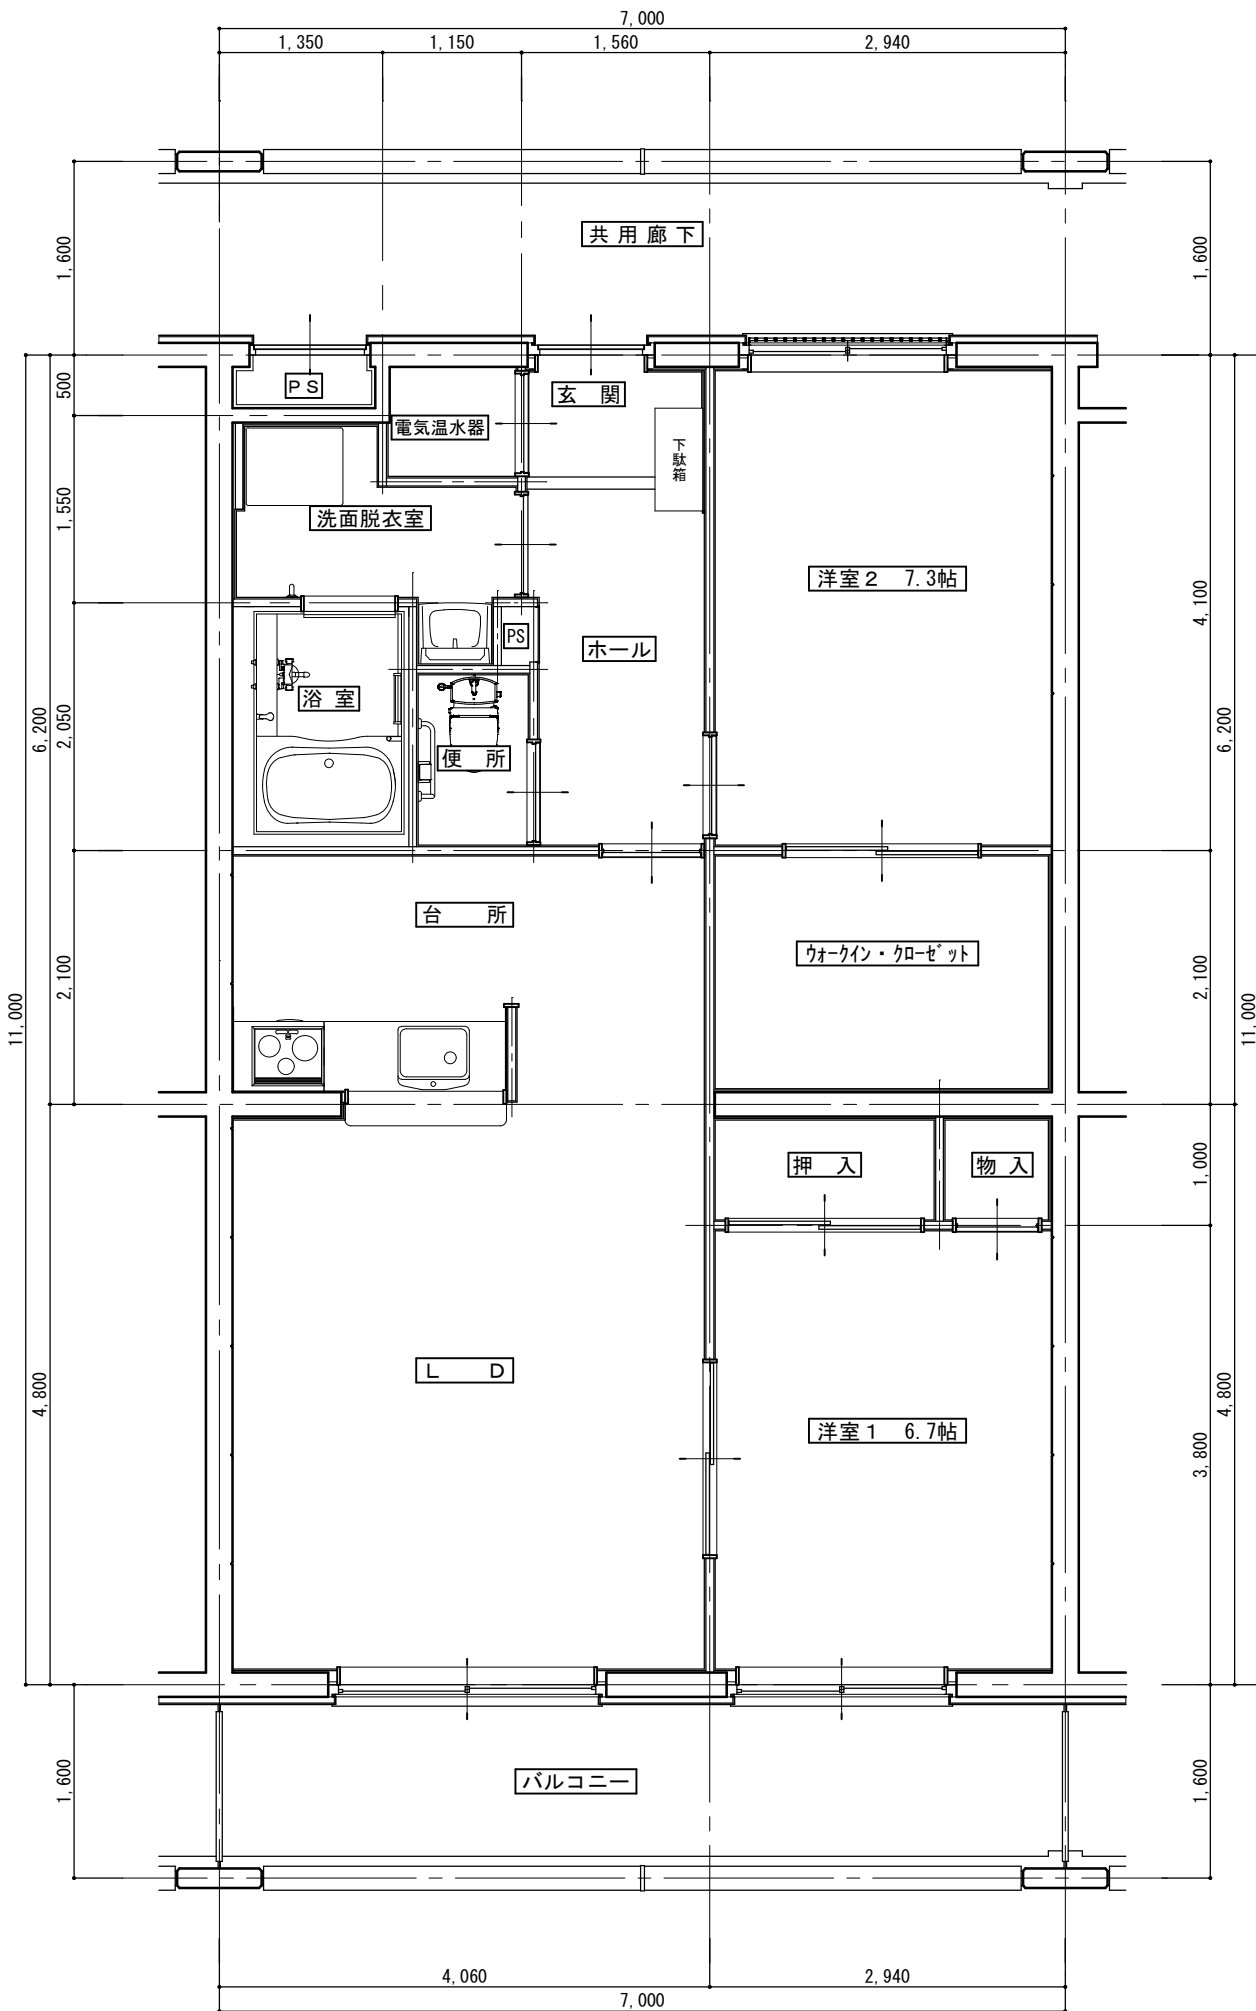 7,000
1,350
1,150
1,560
2,940
共用廊下
1,600
1,600
PS
玄関
500
電気温水器
下駄箱
洗面脱衣室
1,550
洋室2 7.3帖
4,100
PS
ホール
浴室
2,050
便所
6,200
6,200
台所
ウォークイン・クローゼット
2,100
2,100
11,000
11,000
押入
物入
1,000
L D
洋室1 6.7帖
4,800
3,800
4,800
バルコニー
1,600
1,600
4,060
2,940
7,000